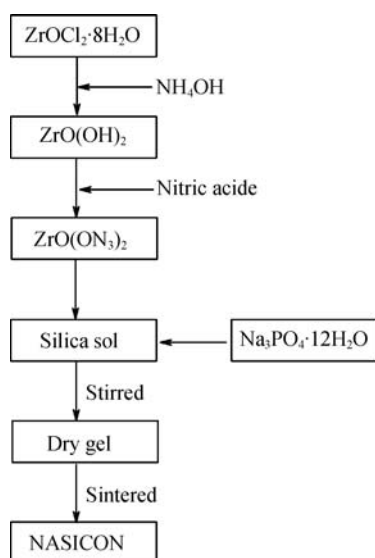 ZrOCl₂·8H₂O
NH₄OH
ZrO(OH)₂
Nitric acide
ZrO(ON₃)₂
Silica sol
Na₃PO₄·12H₂O
Stirred
Dry gel
Sintered
NASICON